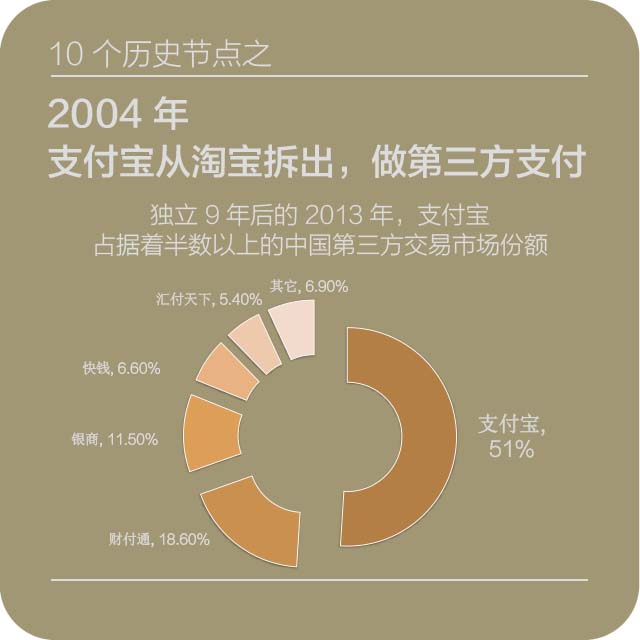 10 个历史节点之
2004 年
支付宝从淘宝拆出，做第三方支付
独立 9 年后的 2013 年，支付宝
占据着半数以上的中国第三方交易市场份额
其它, 6.90%
汇付天下, 5.40%
快钱, 6.60%
支付宝,
51%
银商, 11.50%
财付通, 18.60%